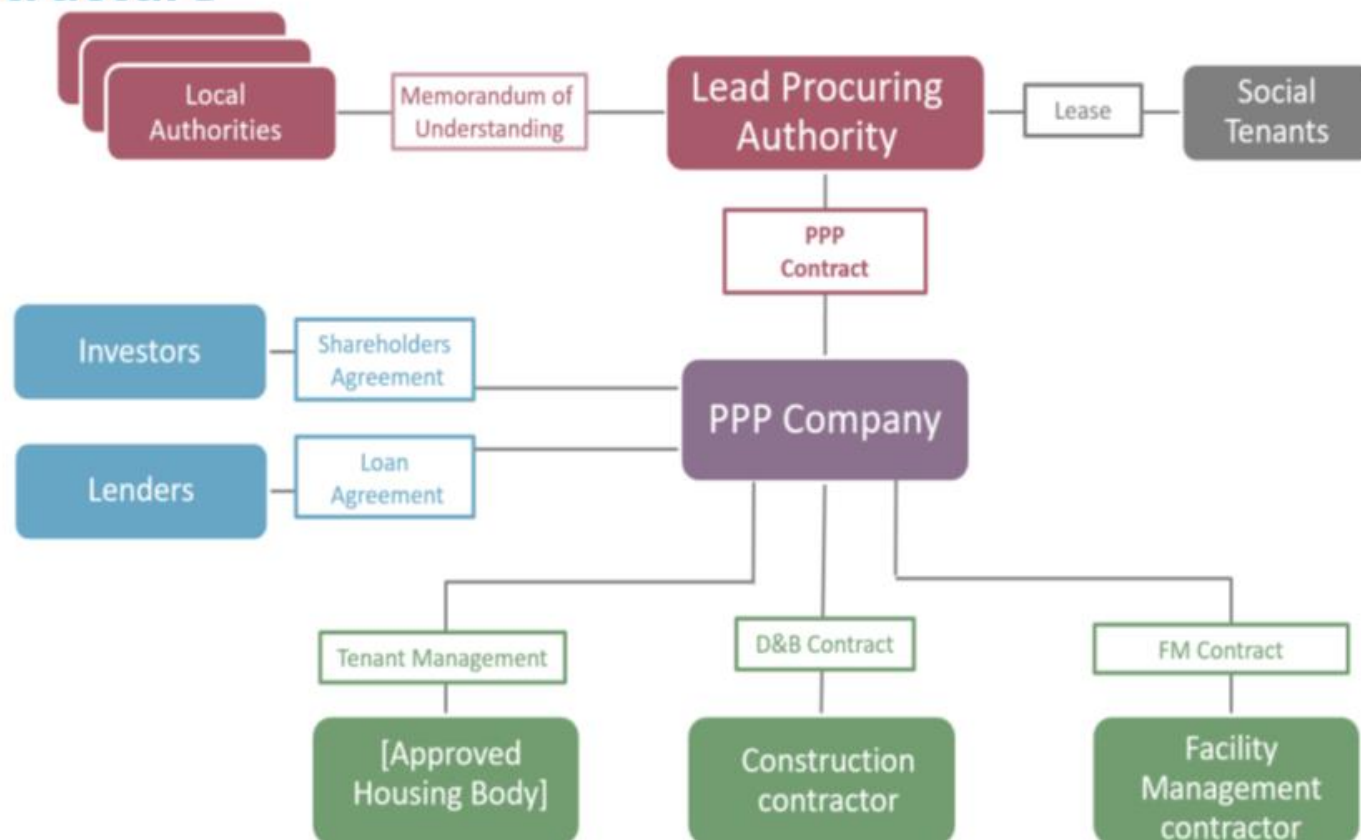 Local
Authorities
Memorandum of
Understanding
Lead Procuring
Authority
Lease
Social
Tenants
PPP
Contract
Investors
Shareholders
Agreement
PPP Company
Lenders
Loan
Agreement
Tenant Management
D&B Contract
FM Contract
[Approved
Housing Body]
Construction
contractor
Facility
Management
contractor